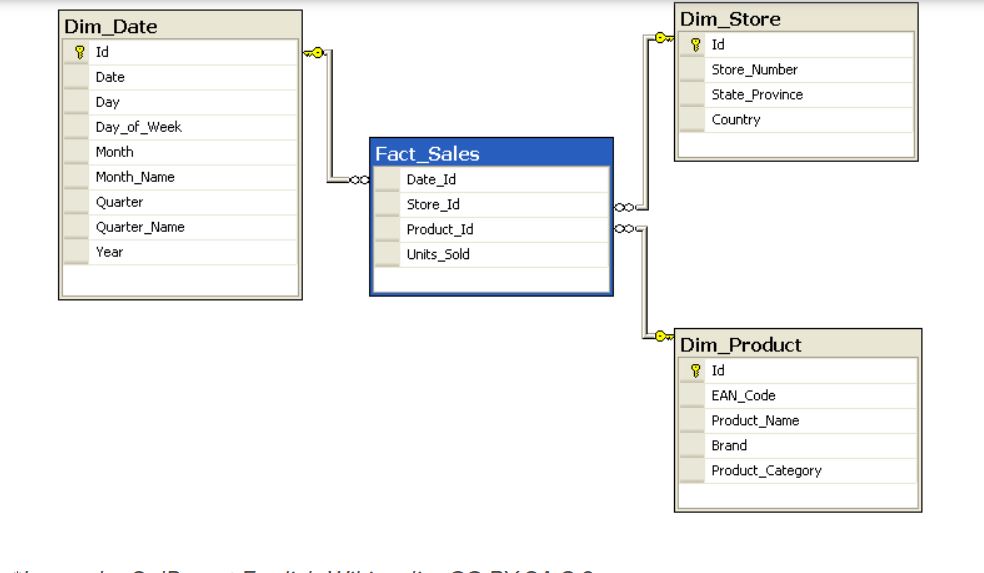 Dim_Date
Id
Date
Day
Day_of_Week
Month
Month_Name
Quarter
Quarter_Name
Year
Fact_Sales
Date_Id
Store_Id
Product_Id
Units_Sold
Dim_Store
Id
Store_Number
State_Province
Country
Dim_Product
Id
EAN_Code
Product_Name
Brand
Product_Category